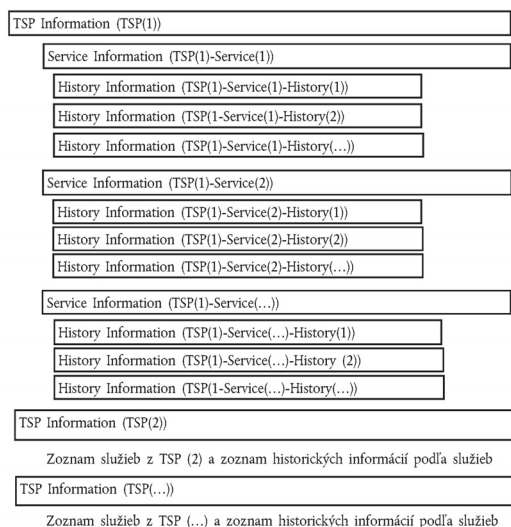 TSP Information (TSP(1))
Service Information (TSP(1)-Service(1))
History Information (TSP(1)-Service(1)-History(1))
History Information (TSP(1-Service(1)-History(2))
History Information (TSP(1)-Service(1)-History(…))
Service Information (TSP(1)-Service(2))
History Information (TSP(1)-Service(2)-History(1))
History Information (TSP(1)-Service(2)-History(2))
History Information (TSP(1)-Service(2)-History(…))
Service Information (TSP(1)-Service(…))
History Information (TSP(1)-Service(…)-History(1))
History Information (TSP(1)-Service(…)-History (2))
History Information (TSP(1-Service(…)-History(…))
TSP Information (TSP(2))
Zoznam služieb z TSP (2) a zoznam historických informácií podľa služieb
TSP Information (TSP(…))
Zoznam služieb z TSP (…) a zoznam historických informácií podľa služieb